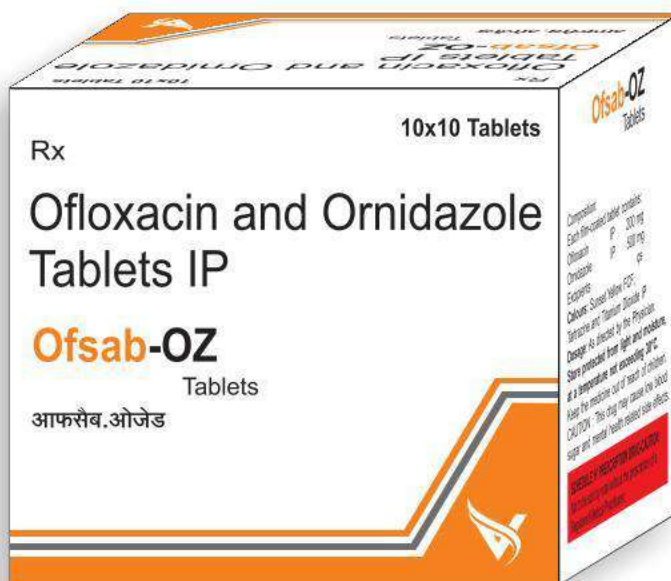 10x10 Tablets
Rx
Ofloxacin and Ornidazole
Tablets IP
Ofsab-OZ
Tablets
आफसैब.ओजेड
Ofsab-OZ
Tablets
Ofloxacin and Ornidazole
Tablets IP
10x10 Tablets
Rx
Ofsab-OZ
Tablets
Composition:
Each film-coated tablet contains:
Ofloxacin IP 200 mg
Ornidazole IP 500 mg
Excipients qs
Colours: Sunset Yellow FCF,
Tartrazine and Titanium Dioxide IP
Dosage: As directed by the Physician.
Store protected from light and moisture,
at a temperature not exceeding 30°C.
Keep the medicine out of reach of children.
CAUTION: This drug may cause low blood
sugar and mental health related side effects.
SCHEDULE H PRESCRIPTION DRUG-CAUTION